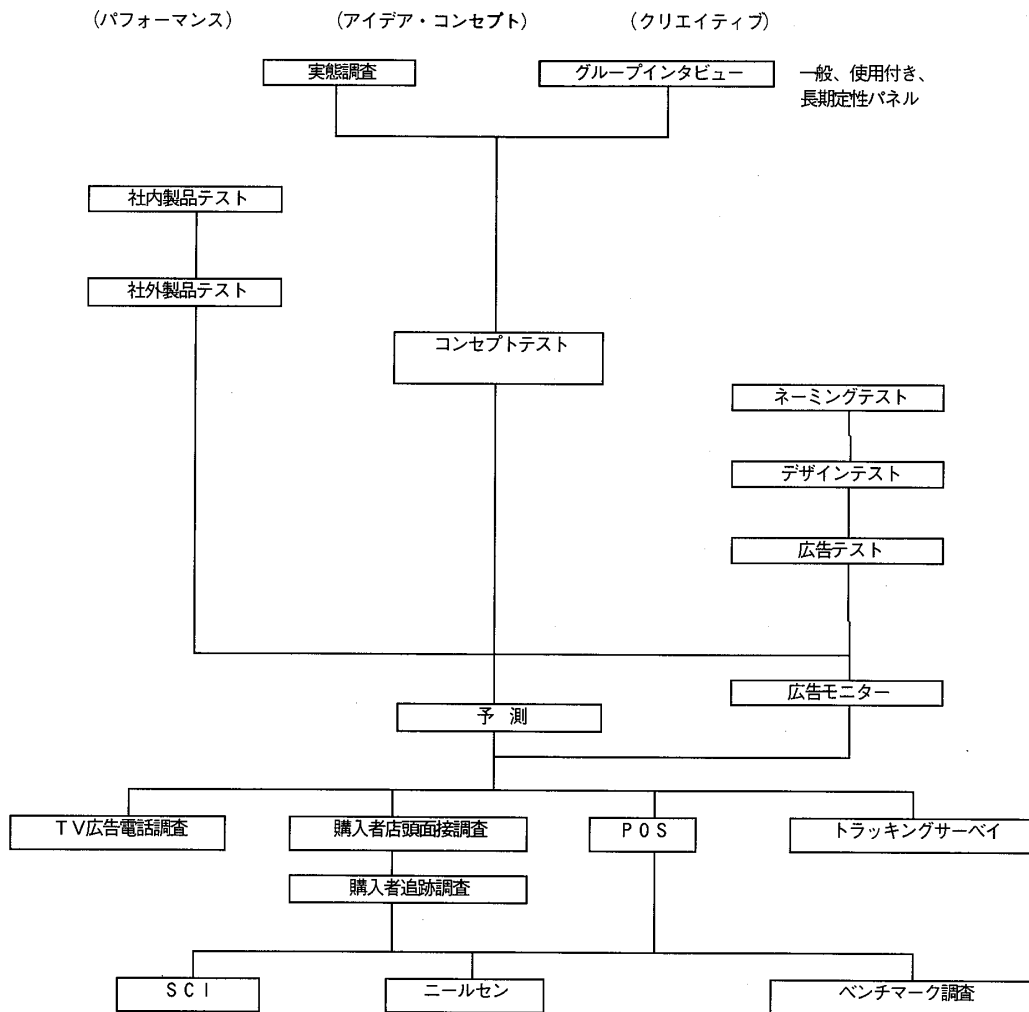 (パフォーマンス)
(アイデア・コンセプト)
(クリエイティブ)
実態調査
グループインタビュー
一般、使用付き、
長期定性パネル
社内製品テスト
社外製品テスト
コンセプトテスト
ネーミングテスト
デザインテスト
広告テスト
広告モニター
予 測
TV広告電話調査
購入者店頭面接調査
POS
トラッキングサーベイ
購入者追跡調査
SCI
ニールセン
ベンチマーク調査